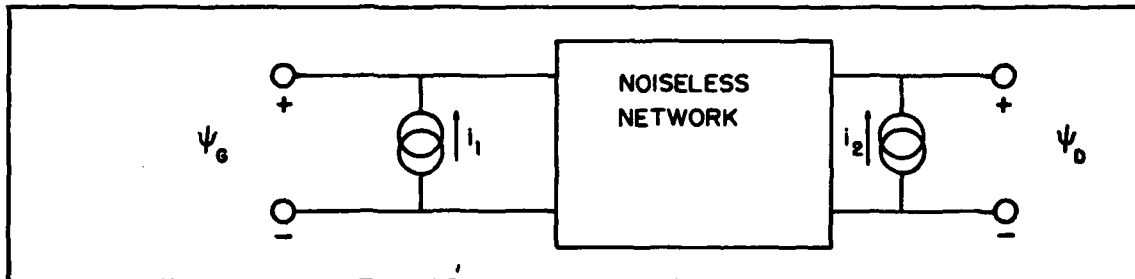 NOISELESS
NETWORK
+ +
ψG i1 i2 ψD
− −